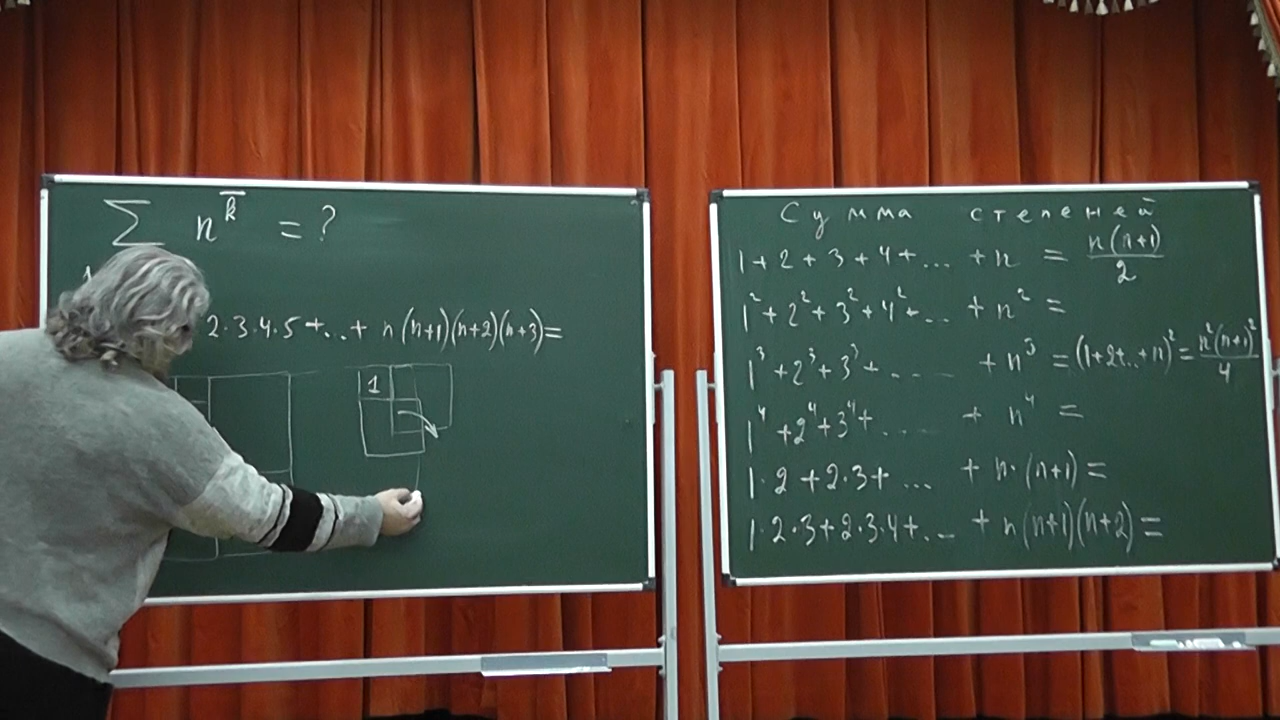 ∑ n^k̅ = ?
2·3·4·5+...+ n(n+1)(n+2)(n+3)=
1
Сумма степеней
1+2+3+4+... +n = n(n+1)/2
1²+2²+3²+4²+... +n² =
1³+2³+3³+.... +n³ =(1+2+..+n)²= n²(n+1)²/4
1⁴+2⁴+3⁴+... + n⁴ =
1·2+2·3+... + n·(n+1)=
1·2·3+2·3·4+... + n(n+1)(n+2)=